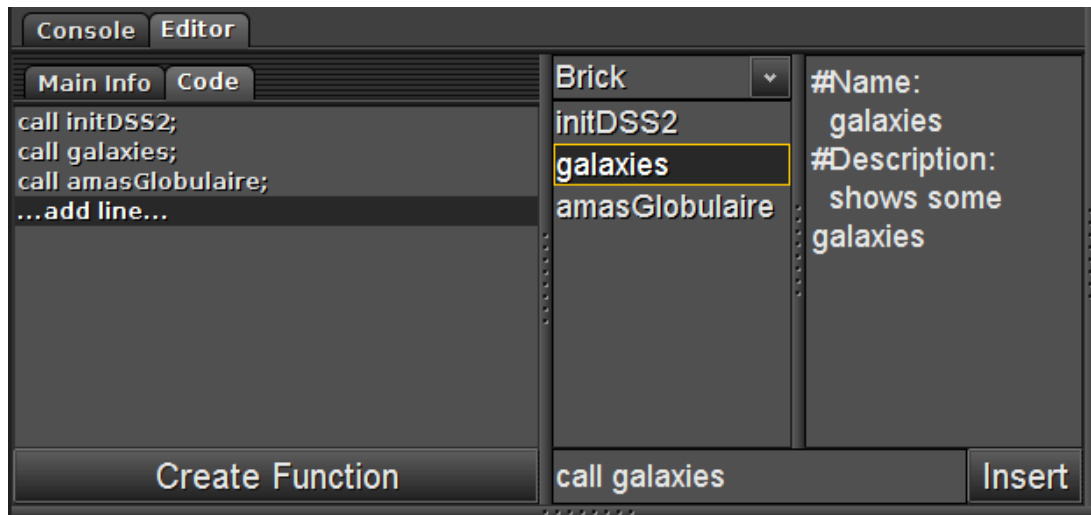 Console Editor
Main Info Code
call initDSS2;
call galaxies;
call amasGlobulaire;
...add line...
Create Function
Brick
initDSS2
galaxies
amasGlobulaire
#Name:
galaxies
#Description:
shows some
galaxies
call galaxies
Insert